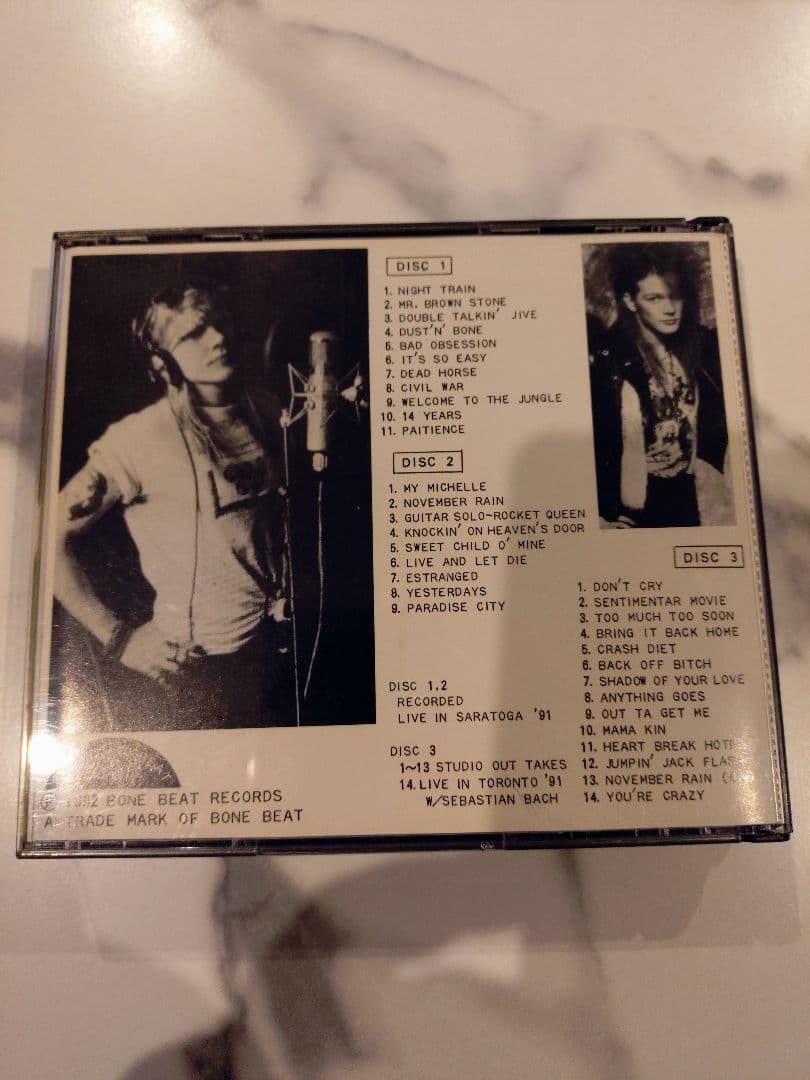 DISC 1
1. NIGHT TRAIN
2. MR. BROWN STONE
3. DOUBLE TALKIN' JIVE
4. DUST'N' BONE
5. BAD OBSESSION
6. IT'S SO EASY
7. DEAD HORSE
8. CIVIL WAR
9. WELCOME TO THE JUNGLE
10. 14 YEARS
11. PAITIENCE
DISC 2
1. MY MICHELLE
2. NOVEMBER RAIN
3. GUITAR SOLO~ROCKET QUEEN
4. KNOCKIN' ON HEAVEN'S DOOR
5. SWEET CHILD O' MINE
6. LIVE AND LET DIE
7. ESTRANGED
8. YESTERDAYS
9. PARADISE CITY
DISC 1,2
RECORDED
LIVE IN SARATOGA '91
DISC 3
1~13 STUDIO OUT TAKES
14. LIVE IN TORONTO '91
W/SEBASTIAN BACH
DISC 3
1. DON'T CRY
2. SENTIMENTAR MOVIE
3. TOO MUCH TOO SOON
4. BRING IT BACK HOME
5. CRASH DIET
6. BACK OFF BITCH
7. SHADOW OF YOUR LOVE
8. ANYTHING GOES
9. OUT TA GET ME
10. MAMA KIN
11. HEART BREAK
12. JUMPIN' JACK
13. NOVEMBER RAIN
14. YOU'RE CRAZY
℗ 1992 BONE BEAT RECORDS
A TRADE MARK OF BONE BEAT